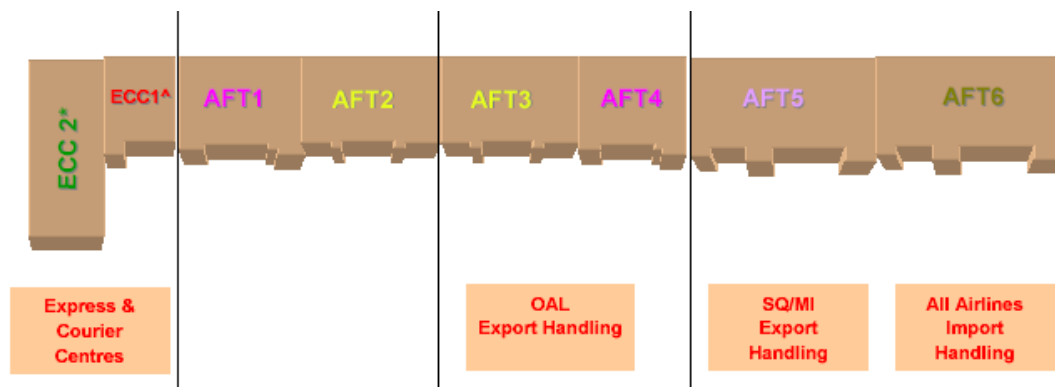 ECC 2*
ECC1^
AFT1
AFT2
AFT3
AFT4
AFT5
AFT6
Express &
Courier
Centres
OAL
Export Handling
SQ/MI
Export
Handling
All Airlines
Import
Handling